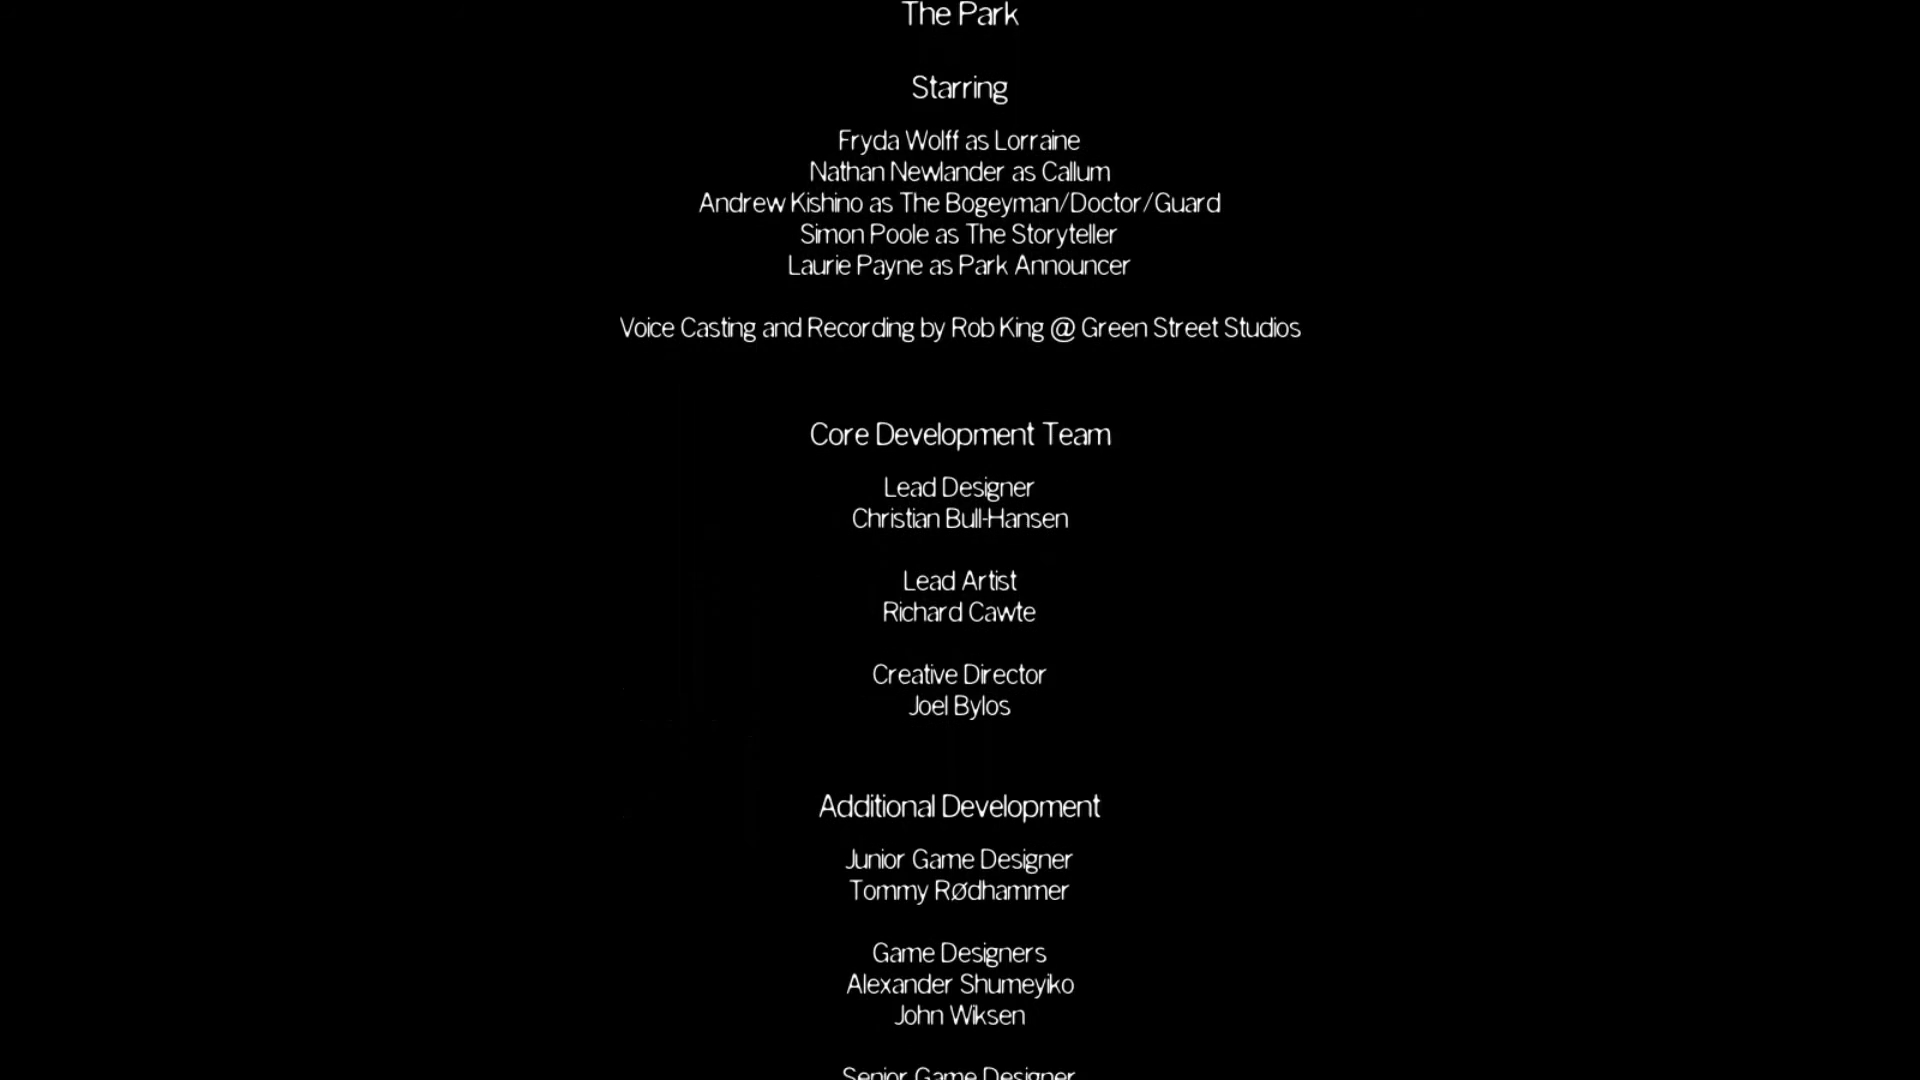 The Park
Starring
Fryda Wolff as Lorraine
Nathan Newlander as Callum
Andrew Kishino as The Bogeyman/Doctor/Guard
Simon Poole as The Storyteller
Laurie Payne as Park Announcer
Voice Casting and Recording by Rob King @ Green Street Studios
Core Development Team
Lead Designer
Christian Bull-Hansen
Lead Artist
Richard Cawte
Creative Director
Joel Bylos
Additional Development
Junior Game Designer
Tommy Rødhammer
Game Designers
Alexander Shumeyiko
John Wiksen
Senior Game Designer